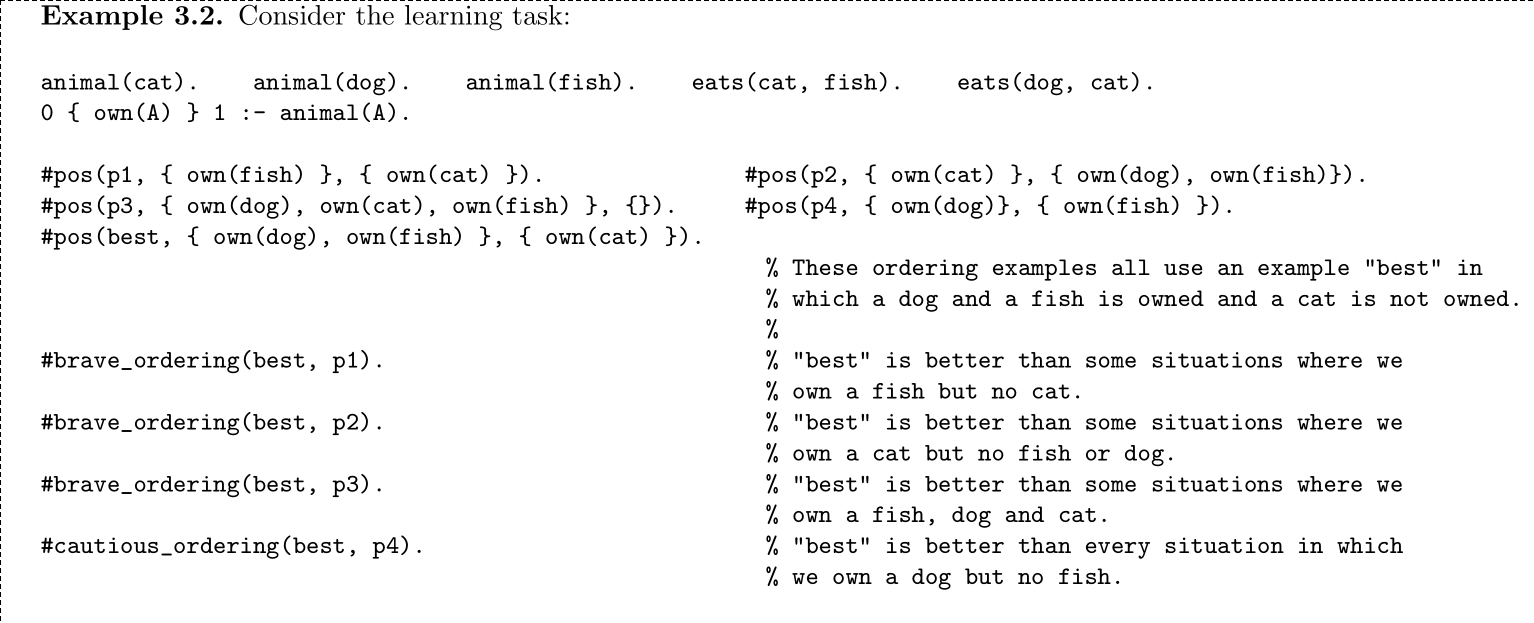 Example 3.2. Consider the learning task:
animal(cat).    animal(dog).    animal(fish).    eats(cat, fish).    eats(dog, cat).
0 { own(A) } 1 :- animal(A).
#pos(p1, { own(fish) }, { own(cat) }).    #pos(p2, { own(cat) }, { own(dog), own(fish)}).
#pos(p3, { own(dog), own(cat), own(fish) }, {}).    #pos(p4, { own(dog)}, { own(fish) }).
#pos(best, { own(dog), own(fish) }, { own(cat) }).
% These ordering examples all use an example "best" in
% which a dog and a fish is owned and a cat is not owned.
%
#brave_ordering(best, p1).    % "best" is better than some situations where we
% own a fish but no cat.
#brave_ordering(best, p2).    % "best" is better than some situations where we
% own a cat but no fish or dog.
#brave_ordering(best, p3).    % "best" is better than some situations where we
% own a fish, dog and cat.
#cautious_ordering(best, p4).    % "best" is better than every situation in which
% we own a dog but no fish.